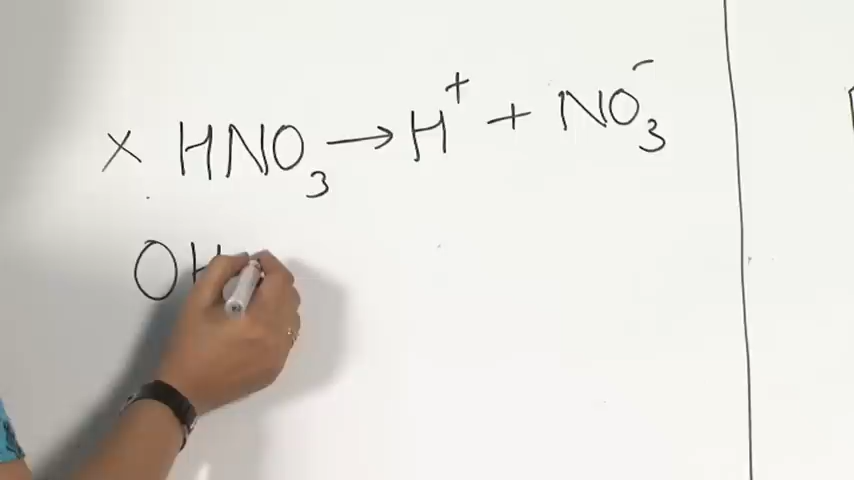 × HNO₃ → H⁺ + NO₃⁻
OH